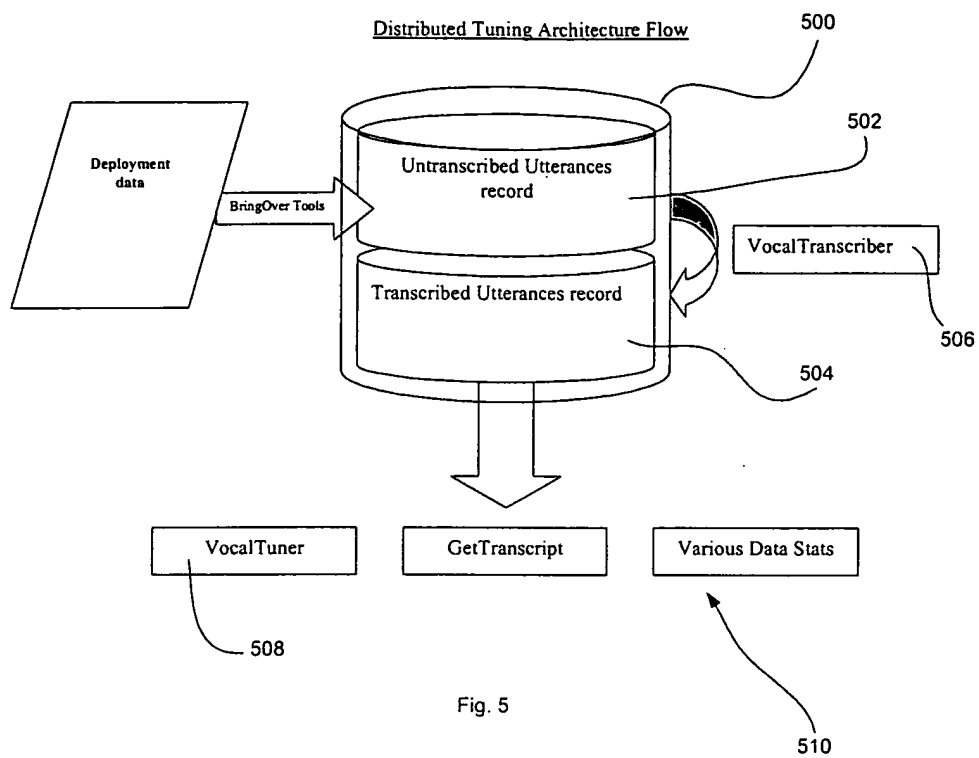 Distributed Tuning Architecture Flow
500
502
Deployment
data
Untranscribed Utterances
record
BringOver Tools
VocalTranscriber
Transcribed Utterances record
506
504
VocalTuner
GetTranscript
Various Data Stats
508
Fig. 5
510